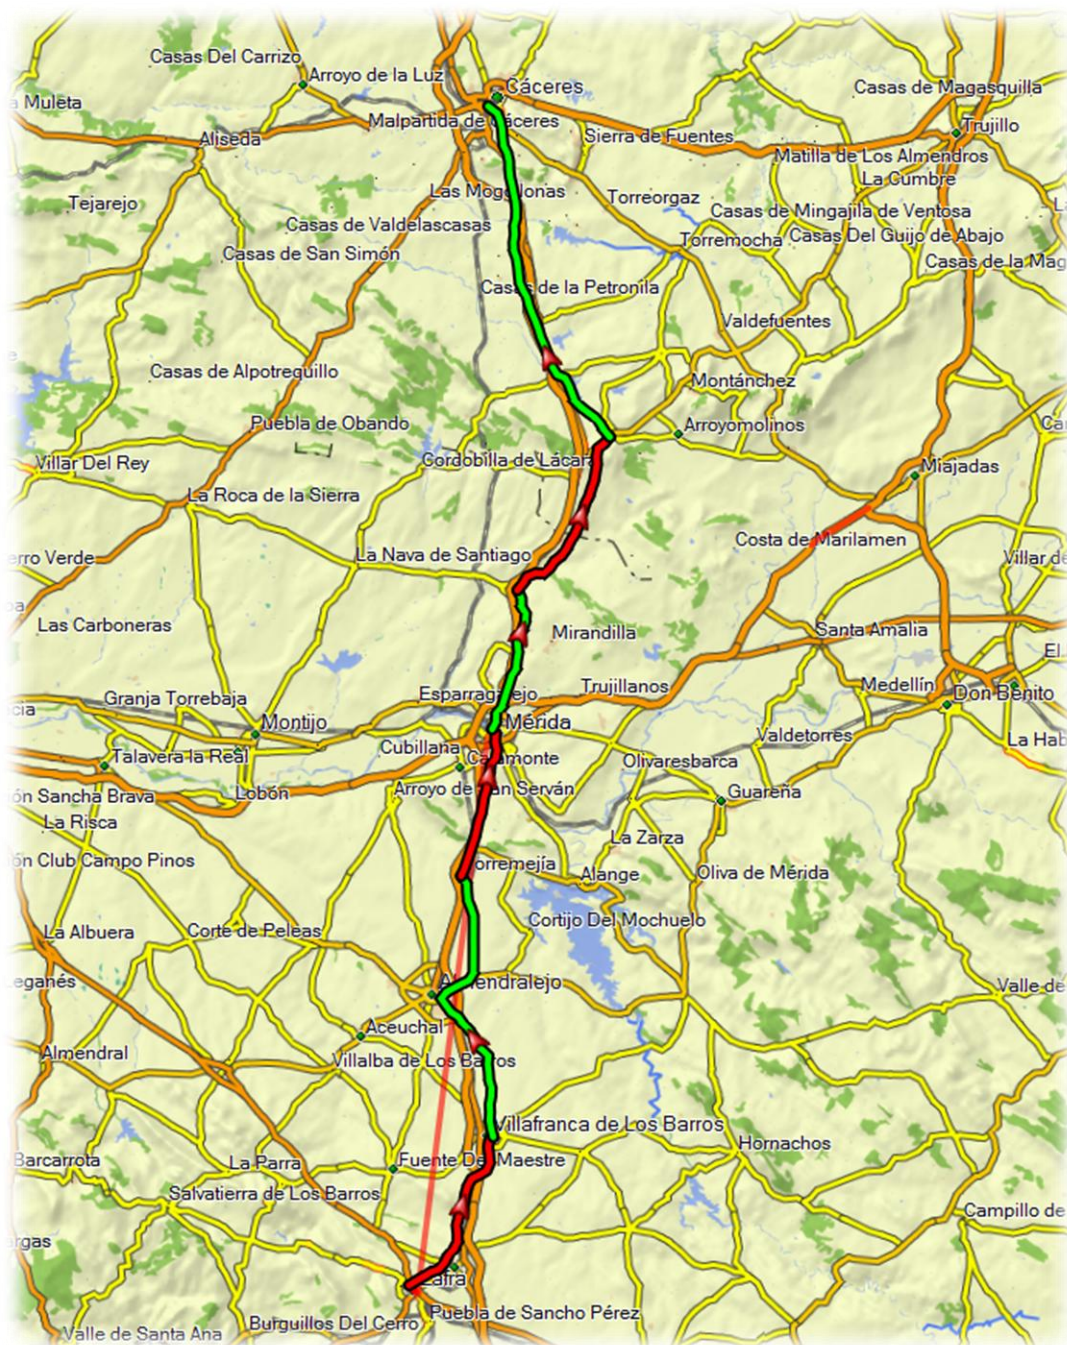 Casas Del Carrizo
Arroyo de la Luz
Cáceres
Casas de Magasquilla
a Muleta
Malpartida de Cáceres
Trujillo
Aliseda
Sierra de Fuentes
Matilla de Los Almendros
La Cumbre
Las Mogollonas
Torreorgaz
Tejarejo
Casas de Mingajila de Ventosa
Casas de Valdelascasas
Torremocha
Casas Del Guijo de Abajo
Casas de San Simón
Casas de la Mag
Casas de la Petronila
Valdefuentes
Casas de Alpotrequillo
Montánchez
Puebla de Obando
Arroyomolinos
Cordobilla de Lácara
Villar Del Rey
Miajadas
La Roca de la Sierra
Costa de Marilamen
erro Verde
La Nava de Santiago
Villar de
Las Carboneras
Mirandilla
Santa Amalia
El
Granja Torrebaja
Esparragalejo
Trujillanos
Medellín
Don Benito
cia
Montijo
Mérida
Valdetorres
La Hab
Talavera la Real
Cubillana
Calamonte
Olivaresbarca
ón Sancha Brava
Lobón
Arroyo de San Serván
Guareña
La Risca
La Zarza
ón Club Campo Pinos
Torremejía
Alange
Oliva de Mérida
La Albuera
Corte de Peleas
Cortijo Del Mochuelo
eganés
Almendralejo
Valle de
Aceuchal
Almendral
Villalba de Los Barros
Villafranca de Los Barros
Hornachos
Barcarrota
La Parra
Fuente Del Maestre
Salvatierra de Los Barros
Campillo de
argas
Zafra
Puebla de Sancho Pérez
Burguillos Del Cerro
Valle de Santa Ana